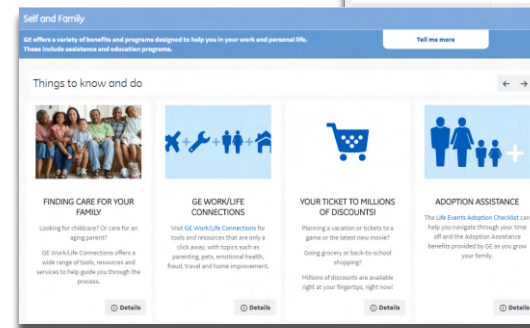 Self and Family
GE offers a variety of benefits and programs designed to help you in your work and personal life.
These include assistance and education programs.
Tell me more
Things to know and do
FINDING CARE FOR YOUR
FAMILY
Looking for childcare? Or care for an
aging parent?
GE Work/Life Connections offers a
wide range of tools, resources and
services to help guide you through the
process.
Details
GE WORK/LIFE
CONNECTIONS
Visit GE Work/Life Connections for
tools and resources that are only a
click away, with topics such as
parenting, pets, emotional health,
fraud, travel and home improvement.
Details
YOUR TICKET TO MILLIONS
OF DISCOUNTS!
Planning a vacation or tickets to a
game or the latest new movie?
Going grocery or back-to-school
shopping?
Millions of discounts are available
right at your fingertips, right now!
Details
ADOPTION ASSISTANCE
The Life Events Adoption Checklist can
help you navigate through your time
off and the Adoption Assistance
benefits provided by GE as you grow
your family.
Details